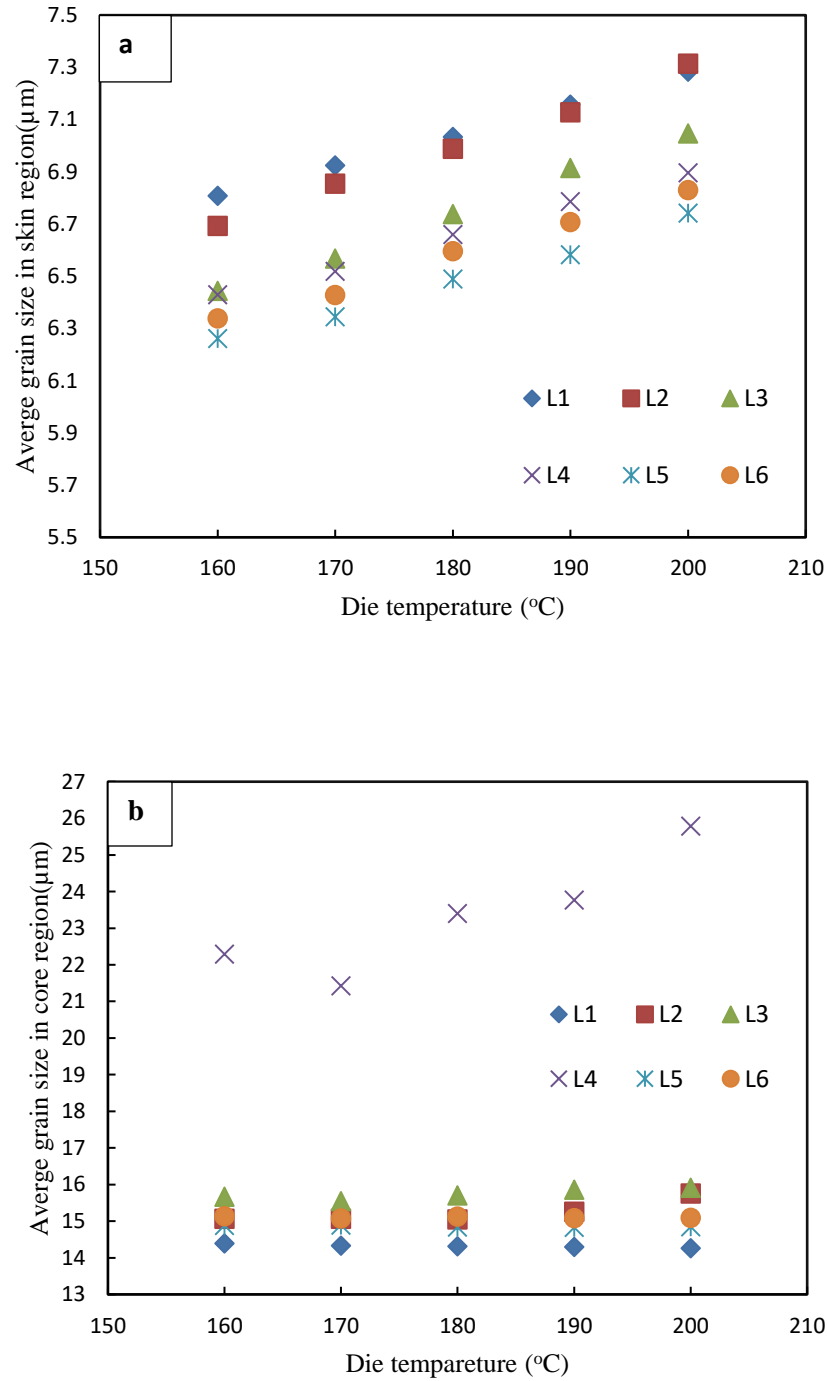 a
Averge grain size in skin region(µm)
7.5
7.3
7.1
6.9
6.7
6.5
6.3
6.1
5.9
5.7
5.5
L1 L2 L3
L4 L5 L6
150 160 170 180 190 200 210
Die temperature (°C)
b
Averge grain size in core region(µm)
27
26
25
24
23
22
21
20
19
18
17
16
15
14
13
L1 L2 L3
L4 L5 L6
150 160 170 180 190 200 210
Die tempareture (°C)